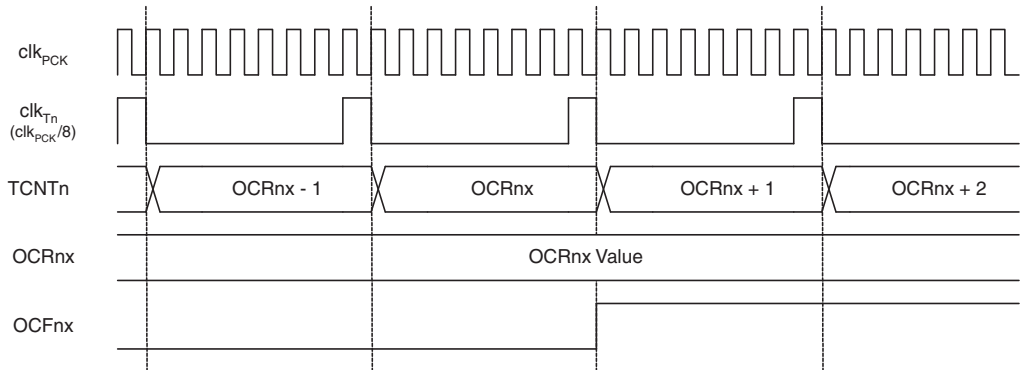 clkPCK
clkTn
(clkPCK/8)
TCNTn OCRnx - 1 OCRnx OCRnx + 1 OCRnx + 2
OCRnx OCRnx Value
OCFnx